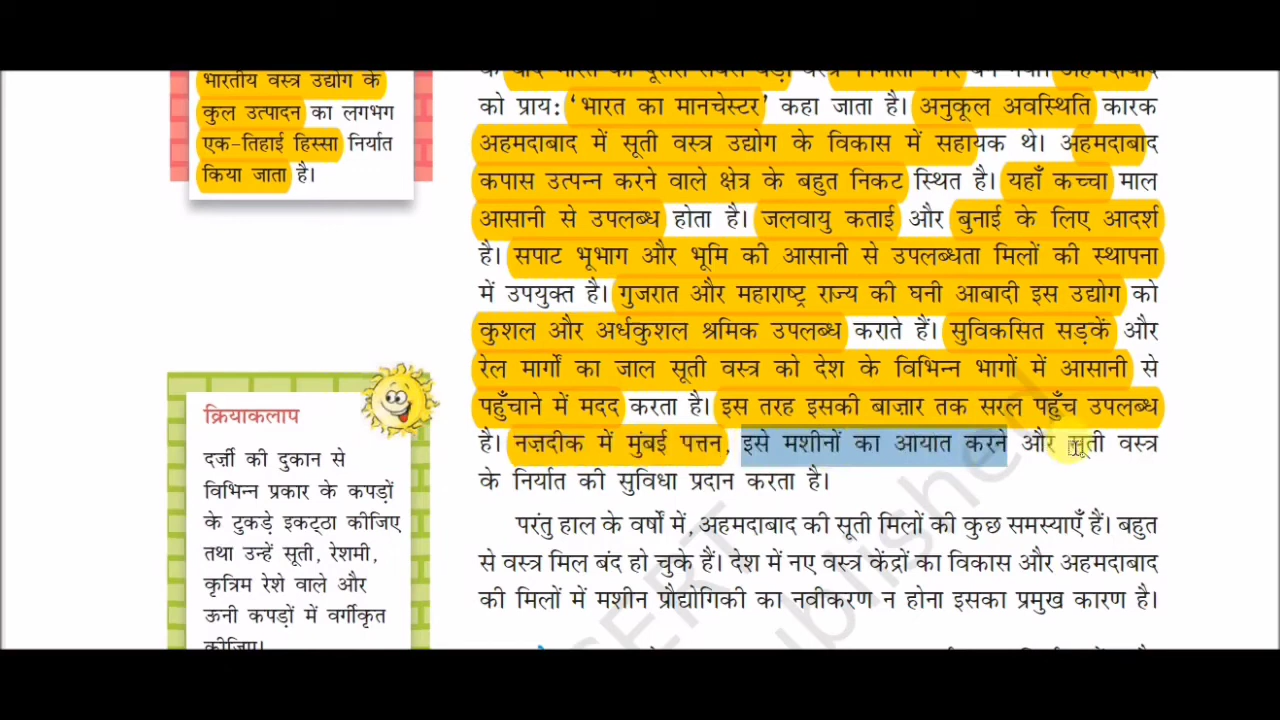 भारतीय वस्त्र उद्योग के
कुल उत्पादन का लगभग
एक-तिहाई हिस्सा निर्यात
किया जाता है।
को प्राय: ‘भारत का मानचेस्टर’ कहा जाता है। अनुकूल अवस्थिति कारक
अहमदाबाद में सूती वस्त्र उद्योग के विकास में सहायक थे। अहमदाबाद
कपास उत्पन्न करने वाले क्षेत्र के बहुत निकट स्थित है। यहाँ कच्चा माल
आसानी से उपलब्ध होता है। जलवायु कताई और बुनाई के लिए आदर्श
है। सपाट भूभाग और भूमि की आसानी से उपलब्धता मिलों की स्थापना
में उपयुक्त है। गुजरात और महाराष्ट्र राज्य की घनी आबादी इस उद्योग को
कुशल और अर्धकुशल श्रमिक उपलब्ध कराते हैं। सुविकसित सड़कें और
रेल मार्गों का जाल सूती वस्त्र को देश के विभिन्न भागों में आसानी से
पहुँचाने में मदद करता है। इस तरह इसकी बाज़ार तक सरल पहुँच उपलब्ध
है। नज़दीक में मुंबई पत्तन, इसे मशीनों का आयात करने और सूती वस्त्र
के निर्यात की सुविधा प्रदान करता है।
परंतु हाल के वर्षों में, अहमदाबाद की सूती मिलों की कुछ समस्याएँ हैं। बहुत
से वस्त्र मिल बंद हो चुके हैं। देश में नए वस्त्र केंद्रों का विकास और अहमदाबाद
की मिलों में मशीन प्रौद्योगिकी का नवीकरण न होना इसका प्रमुख कारण है।
क्रियाकलाप
दर्ज़ी की दुकान से
विभिन्न प्रकार के कपड़ों
के टुकड़े इकट्ठा कीजिए
तथा उन्हें सूती, रेशमी,
कृत्रिम रेशे वाले और
ऊनी कपड़ों में वर्गीकृत
कीजिए।